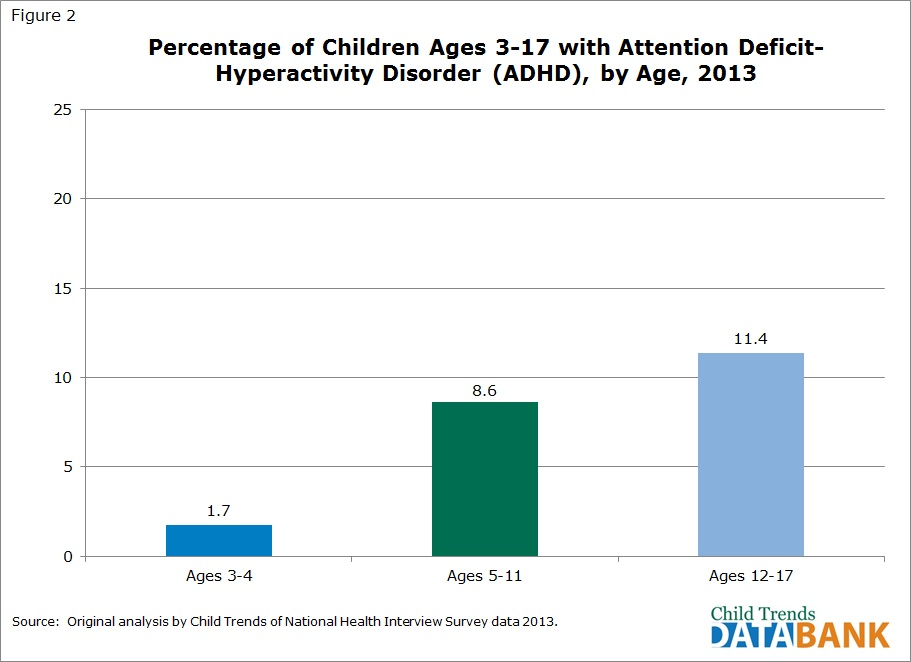 Figure 2
Percentage of Children Ages 3-17 with Attention Deficit-
Hyperactivity Disorder (ADHD), by Age, 2013
25
20
15
10
5
0
1.7
8.6
11.4
Ages 3-4
Ages 5-11
Ages 12-17
Source:  Original analysis by Child Trends of National Health Interview Survey data 2013.
Child Trends
DATABANK